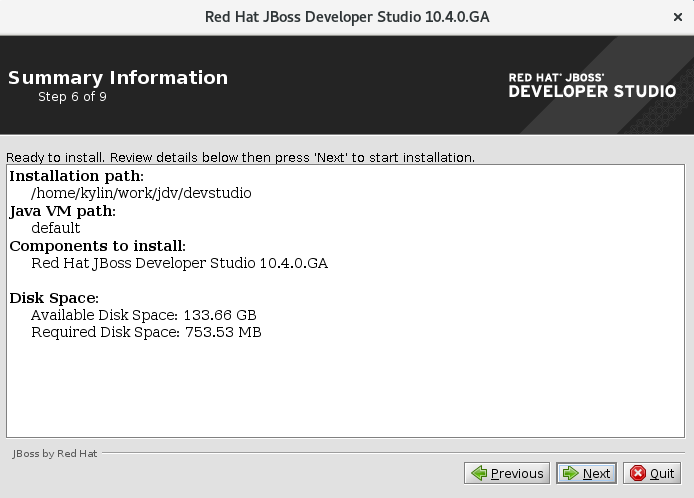 Red Hat JBoss Developer Studio 10.4.0.GA
Summary Information
Step 6 of 9
RED HAT® JBOSS®
DEVELOPER STUDIO
Ready to install. Review details below then press 'Next' to start installation.
Installation path:
/home/kylin/work/jdv/devstudio
Java VM path:
default
Components to install:
Red Hat JBoss Developer Studio 10.4.0.GA
Disk Space:
Available Disk Space: 133.66 GB
Required Disk Space: 753.53 MB
JBoss by Red Hat
Previous Next Quit